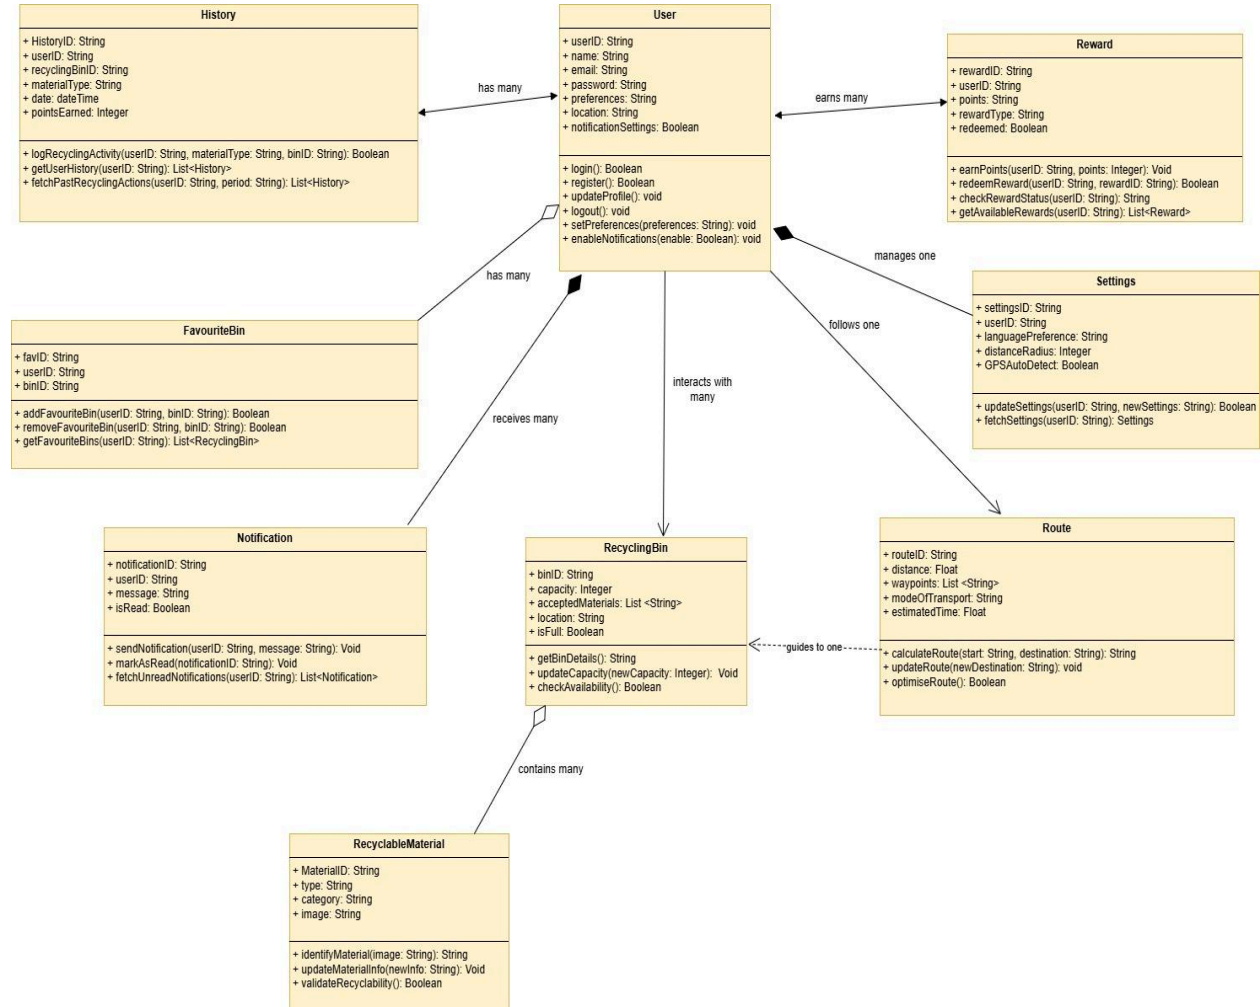 History
+ HistoryID: String
+ userID: String
+ recyclingBinID: String
+ materialType: String
+ date: dateTime
+ pointsEarned: Integer
+ logRecyclingActivity(userID: String, materialType: String, binID: String): Boolean
+ getUserHistory(userID: String): List<History>
+ fetchPastRecyclingActions(userID: String, period: String): List<History>
has many
User
+ userID: String
+ name: String
+ email: String
+ password: String
+ preferences: String
+ location: String
+ notificationSettings: Boolean
+ login(): Boolean
+ register(): Boolean
+ updateProfile(): void
+ logout(): void
+ setPreferences(preferences: String): void
+ enableNotifications(enable: Boolean): void
earns many
Reward
+ rewardID: String
+ userID: String
+ points: String
+ rewardType: String
+ redeemed: Boolean
+ earnPoints(userID: String, points: Integer): Void
+ redeemReward(userID: String, rewardID: String): Boolean
+ checkRewardStatus(userID: String): String
+ getAvailableRewards(userID: String): List<Reward>
manages one
Settings
+ settingsID: String
+ userID: String
+ languagePreference: String
+ distanceRadius: Integer
+ GPSAutoDetect: Boolean
+ updateSettings(userID: String, newSettings: String): Boolean
+ fetchSettings(userID: String): Settings
has many
FavouriteBin
+ favID: String
+ userID: String
+ binID: String
+ addFavouriteBin(userID: String, binID: String): Boolean
+ removeFavouriteBin(userID: String, binID: String): Boolean
+ getFavouriteBins(userID: String): List<RecyclingBin>
receives many
interacts with
many
follows one
Notification
+ notificationID: String
+ userID: String
+ message: String
+ isRead: Boolean
+ sendNotification(userID: String, message: String): Void
+ markAsRead(notificationID: String): Void
+ fetchUnreadNotifications(userID: String): List<Notification>
RecyclingBin
+ binID: String
+ capacity: Integer
+ acceptedMaterials: List <String>
+ location: String
+ isFull: Boolean
+ getBinDetails(): String
+ updateCapacity(newCapacity: Integer): Void
+ checkAvailability(): Boolean
guides to one
Route
+ routeID: String
+ distance: Float
+ waypoints: List <String>
+ modeOfTransport: String
+ estimatedTime: Float
+ calculateRoute(start: String, destination: String): String
+ updateRoute(newDestination: String): void
+ optimiseRoute(): Boolean
contains many
RecyclableMaterial
+ MaterialID: String
+ type: String
+ category: String
+ image: String
+ identifyMaterial(image: String): String
+ updateMaterialInfo(newInfo: String): Void
+ validateRecyclability(): Boolean